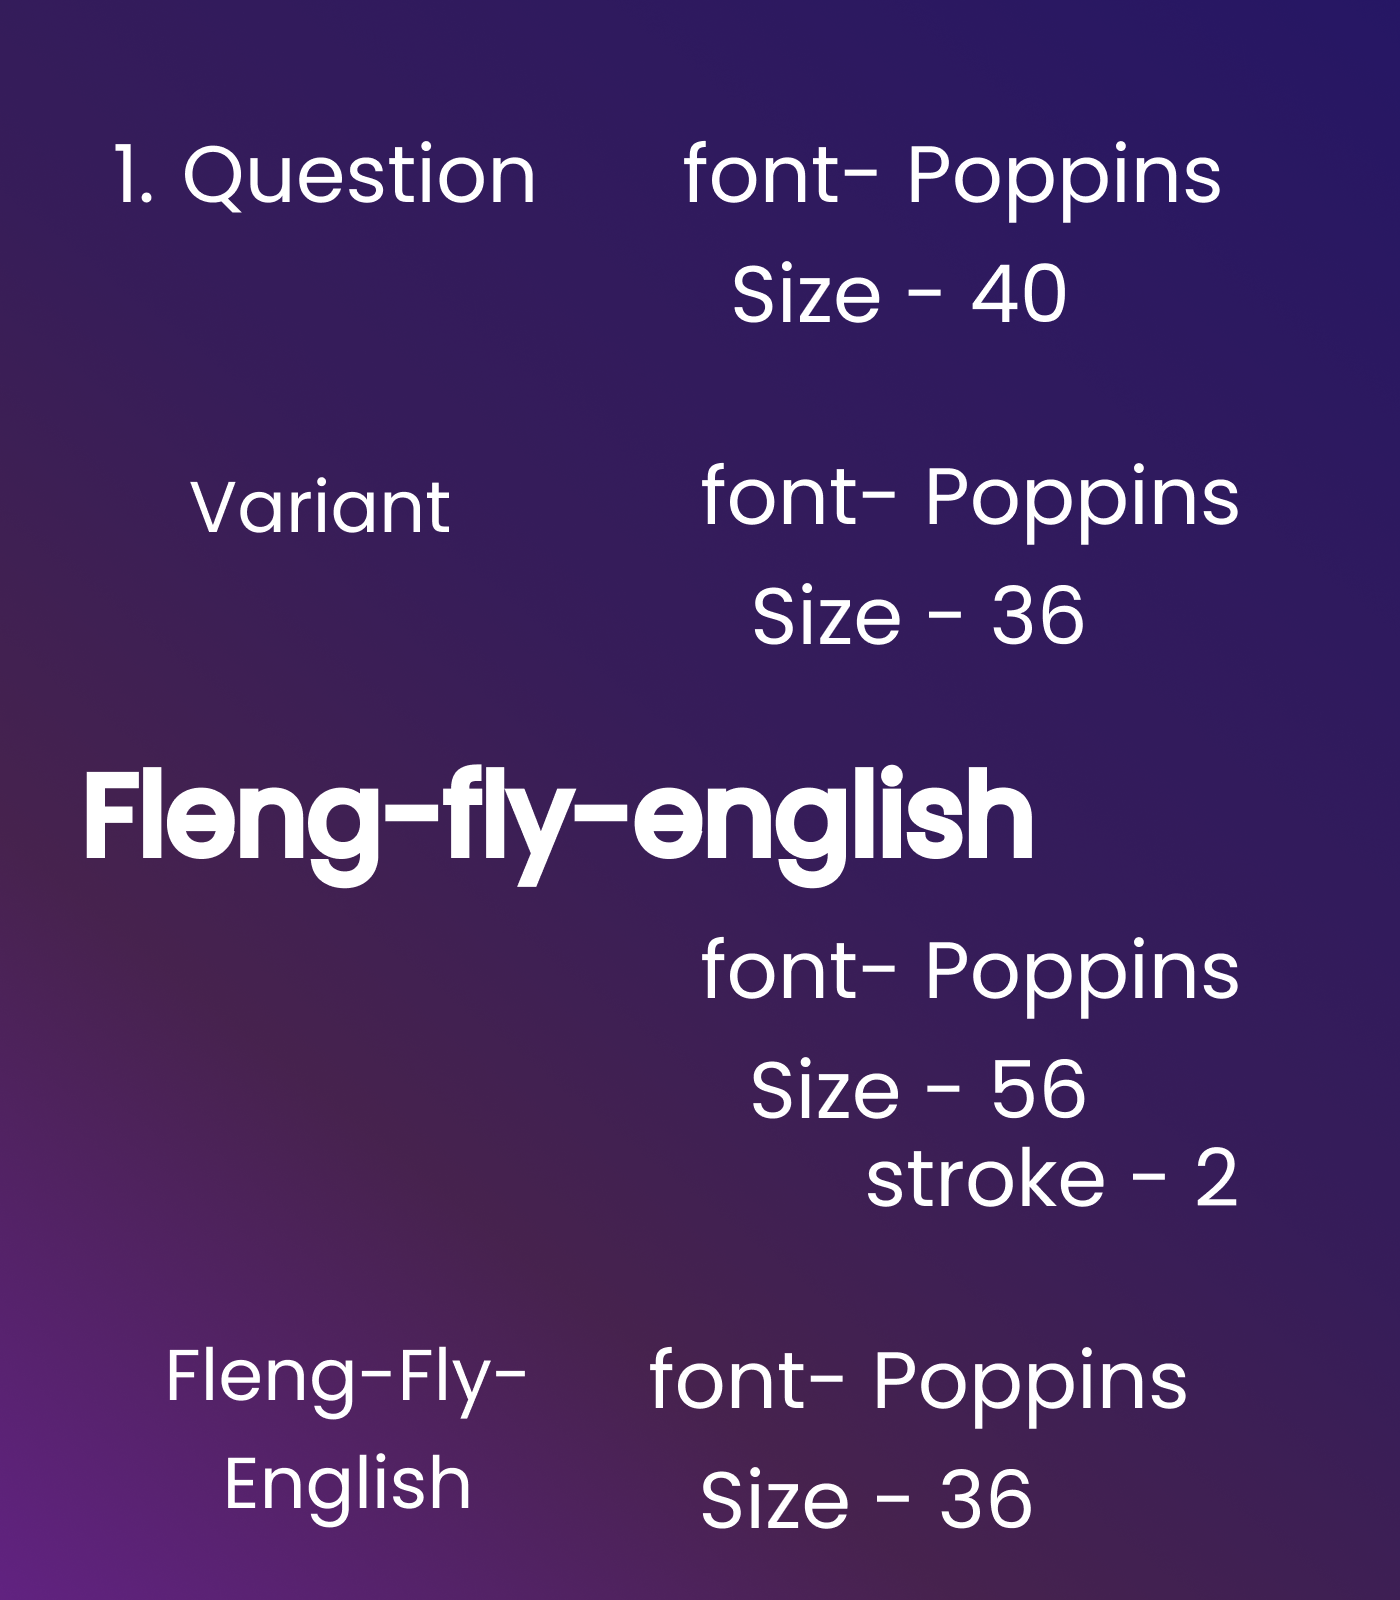 1. Question
font- Poppins
Size - 40
Variant
font- Poppins
Size - 36
Fleng-fly-english
font- Poppins
Size - 56
stroke - 2
Fleng-Fly-
English
font- Poppins
Size - 36